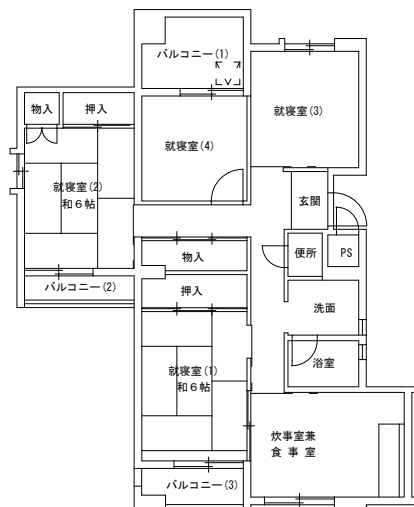 バルコニー(1)
物入
押入
就寝室(3)
就寝室(4)
就寝室(2)
和６帖
玄関
便所
PS
物入
バルコニー(2)
押入
洗面
就寝室(1)
和６帖
浴室
炊事室兼
食 事 室
バルコニー(3)